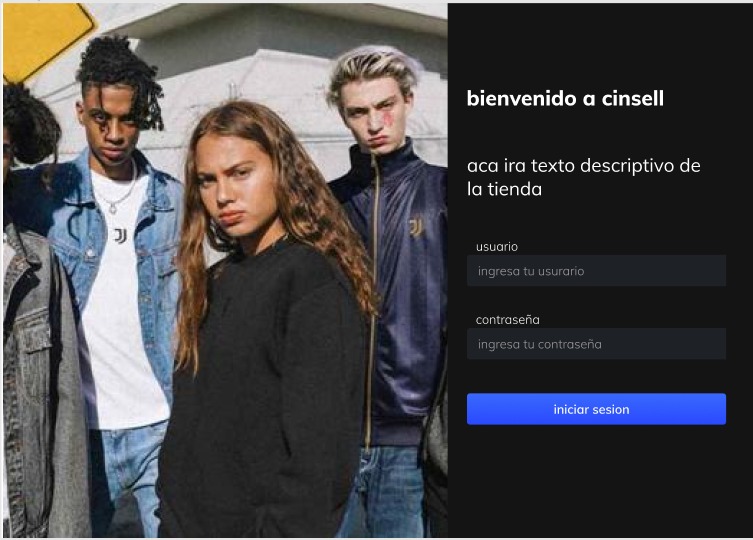 bienvenido a cinsell
aca ira texto descriptivo de
la tienda
usuario
ingresa tu usurario
contraseña
ingresa tu contraseña
iniciar sesion